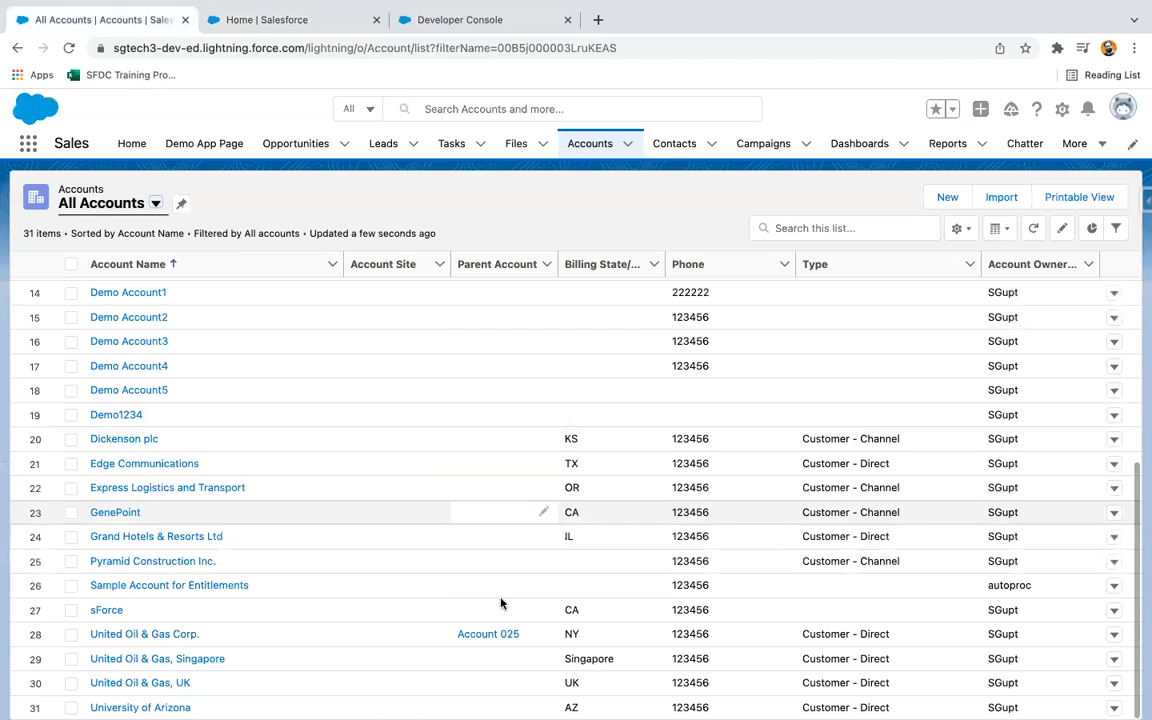 All Accounts | Accounts | Sales
Home | Salesforce
Developer Console
sgtech3-dev-ed.lightning.force.com/lightning/o/Account/list?filterName=00B5j000003LruKEAS
Apps
SFDC Training Pro...
Reading List
All
Search Accounts and more...
Sales
Home
Demo App Page
Opportunities
Leads
Tasks
Files
Accounts
Contacts
Campaigns
Dashboards
Reports
Chatter
More
Accounts
All Accounts
New
Import
Printable View
31 items • Sorted by Account Name • Filtered by All accounts • Updated a few seconds ago
Search this list...
Account Name ↑ Account Site Parent Account Billing State/... Phone Type Account Owner...
14 Demo Account1 222222 SGupt
15 Demo Account2 123456 SGupt
16 Demo Account3 123456 SGupt
17 Demo Account4 123456 SGupt
18 Demo Account5 SGupt
19 Demo1234 SGupt
20 Dickenson plc KS 123456 Customer - Channel SGupt
21 Edge Communications TX 123456 Customer - Direct SGupt
22 Express Logistics and Transport OR 123456 Customer - Channel SGupt
23 GenePoint CA 123456 Customer - Channel SGupt
24 Grand Hotels & Resorts Ltd IL 123456 Customer - Direct SGupt
25 Pyramid Construction Inc. 123456 Customer - Channel SGupt
26 Sample Account for Entitlements 123456 autoproc
27 sForce CA 123456 SGupt
28 United Oil & Gas Corp. Account 025 NY 123456 Customer - Direct SGupt
29 United Oil & Gas, Singapore Singapore 123456 Customer - Direct SGupt
30 United Oil & Gas, UK UK 123456 Customer - Direct SGupt
31 University of Arizona AZ 123456 Customer - Direct SGupt